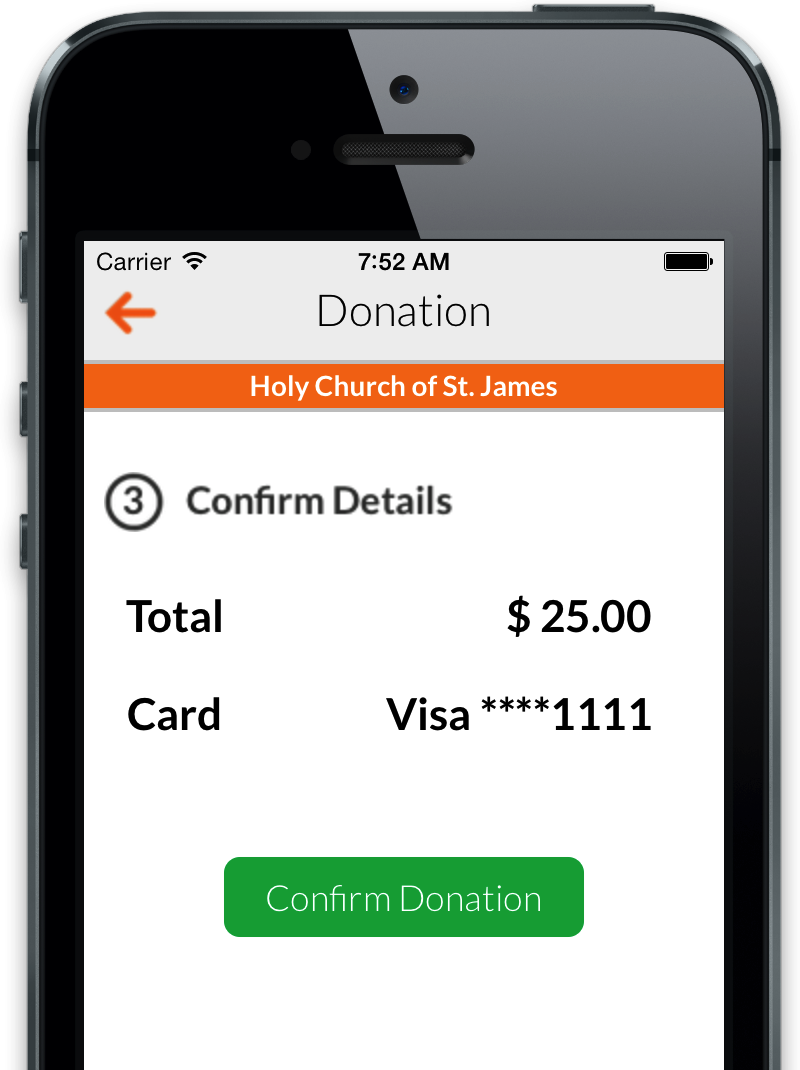 Carrier 7:52 AM
Donation
Holy Church of St. James
3 Confirm Details
Total $ 25.00
Card Visa ****1111
Confirm Donation